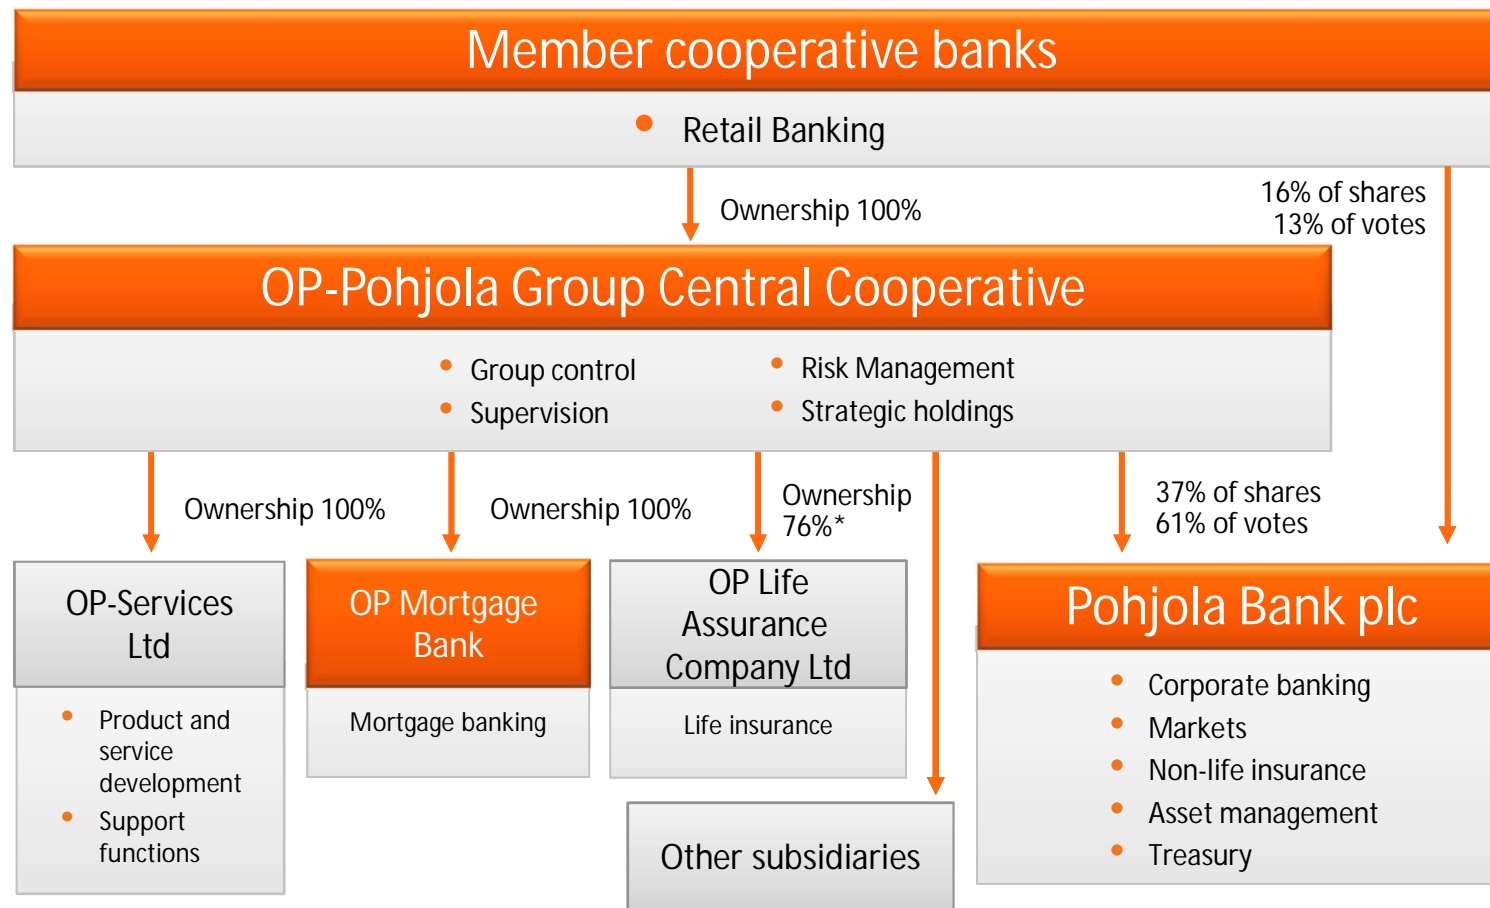 Member cooperative banks
• Retail Banking
Ownership 100%
16% of shares
13% of votes
OP-Pohjola Group Central Cooperative
• Group control
• Supervision
• Risk Management
• Strategic holdings
Ownership 100%
Ownership 100%
Ownership
76%*
37% of shares
61% of votes
OP-Services
Ltd
• Product and
service
development
• Support
functions
OP Mortgage
Bank
Mortgage banking
OP Life
Assurance
Company Ltd
Life insurance
Other subsidiaries
Pohjola Bank plc
• Corporate banking
• Markets
• Non-life insurance
• Asset management
• Treasury